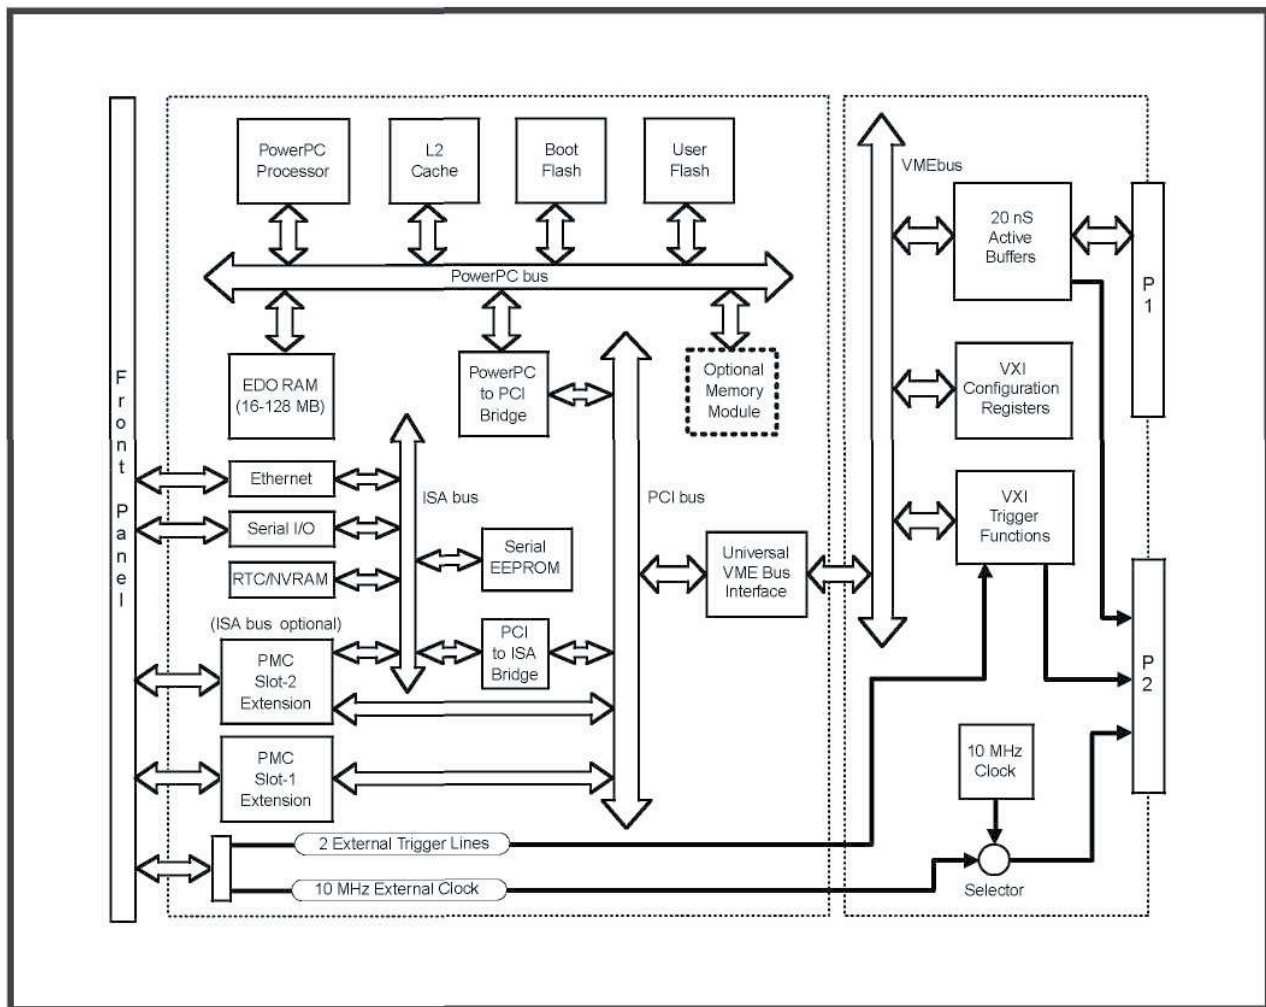 PowerPC
Processor
L2
Cache
Boot
Flash
User
Flash
VMEbus
20 nS
Active
Buffers
P
1
PowerPC bus
EDO RAM
(16-128 MB)
PowerPC
to PCI
Bridge
Optional
Memory
Module
VXI
Configuration
Registers
Front Panel
Ethernet
ISA bus
PCI bus
VXI
Trigger
Functions
Serial I/O
Serial
EEPROM
Universal
VME Bus
Interface
RTC/NVRAM
(ISA bus optional)
PMC
Slot-2
Extension
PCI
to ISA
Bridge
P
2
PMC
Slot-1
Extension
10 MHz
Clock
2 External Trigger Lines
10 MHz External Clock
Selector